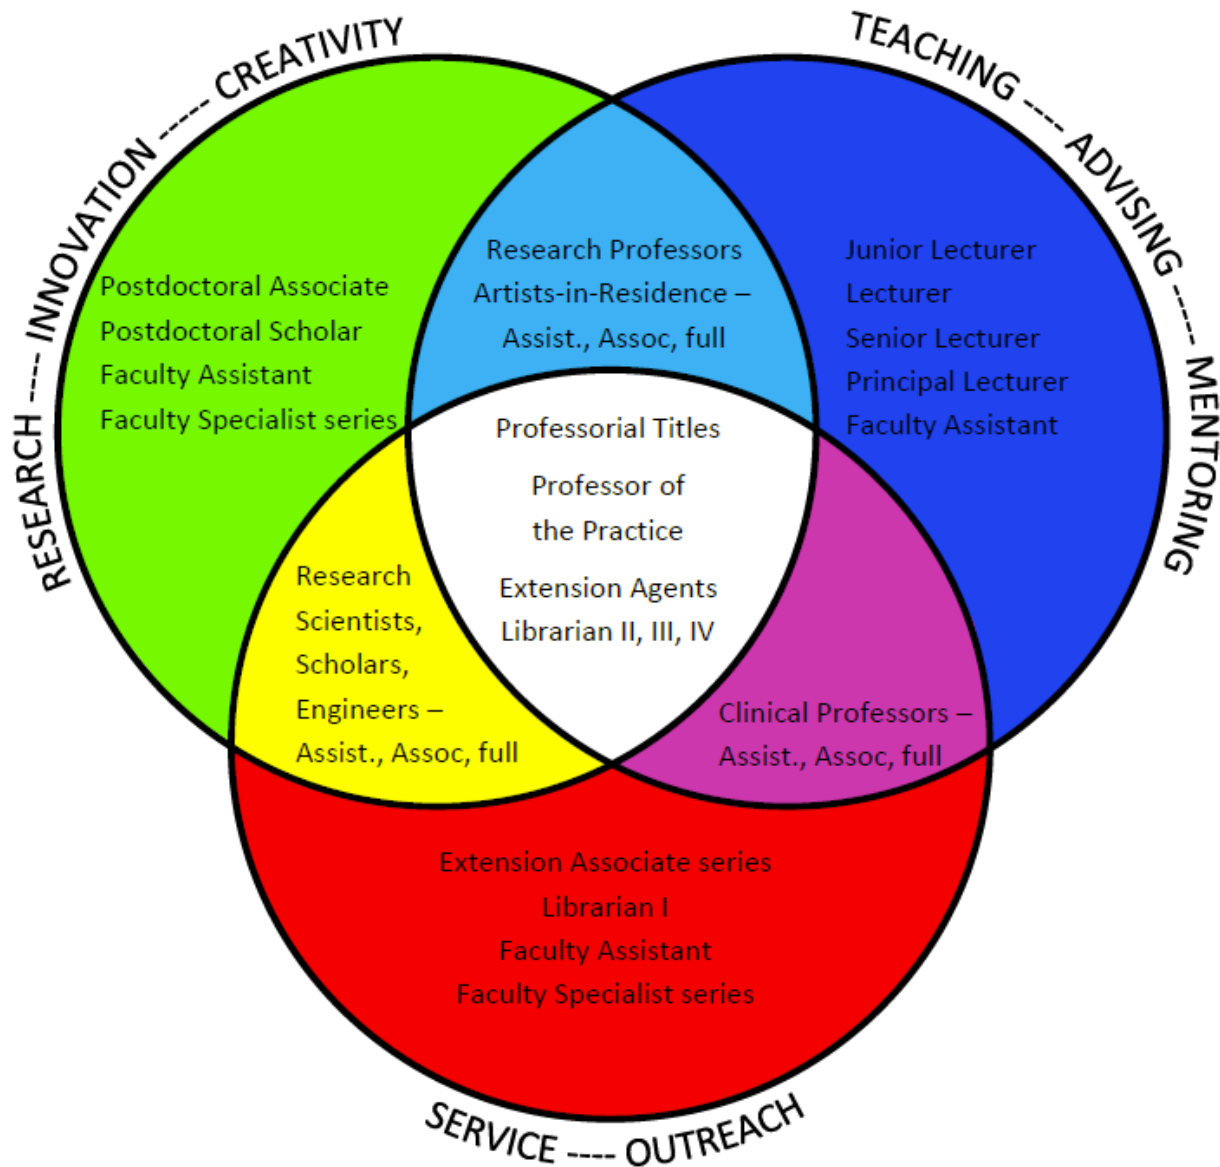 RESEARCH ---- INNOVATION ----- CREATIVITY
TEACHING ---- ADVISING ------ MENTORING
Postdoctoral Associate
Postdoctoral Scholar
Faculty Assistant
Faculty Specialist series
Research Professors
Artists-in-Residence –
Assist., Assoc, full
Junior Lecturer
Lecturer
Senior Lecturer
Principal Lecturer
Faculty Assistant
Professorial Titles
Professor of
the Practice
Extension Agents
Librarian II, III, IV
Research
Scientists,
Scholars,
Engineers –
Assist., Assoc, full
Clinical Professors –
Assist., Assoc, full
Extension Associate series
Librarian I
Faculty Assistant
Faculty Specialist series
SERVICE ---- OUTREACH